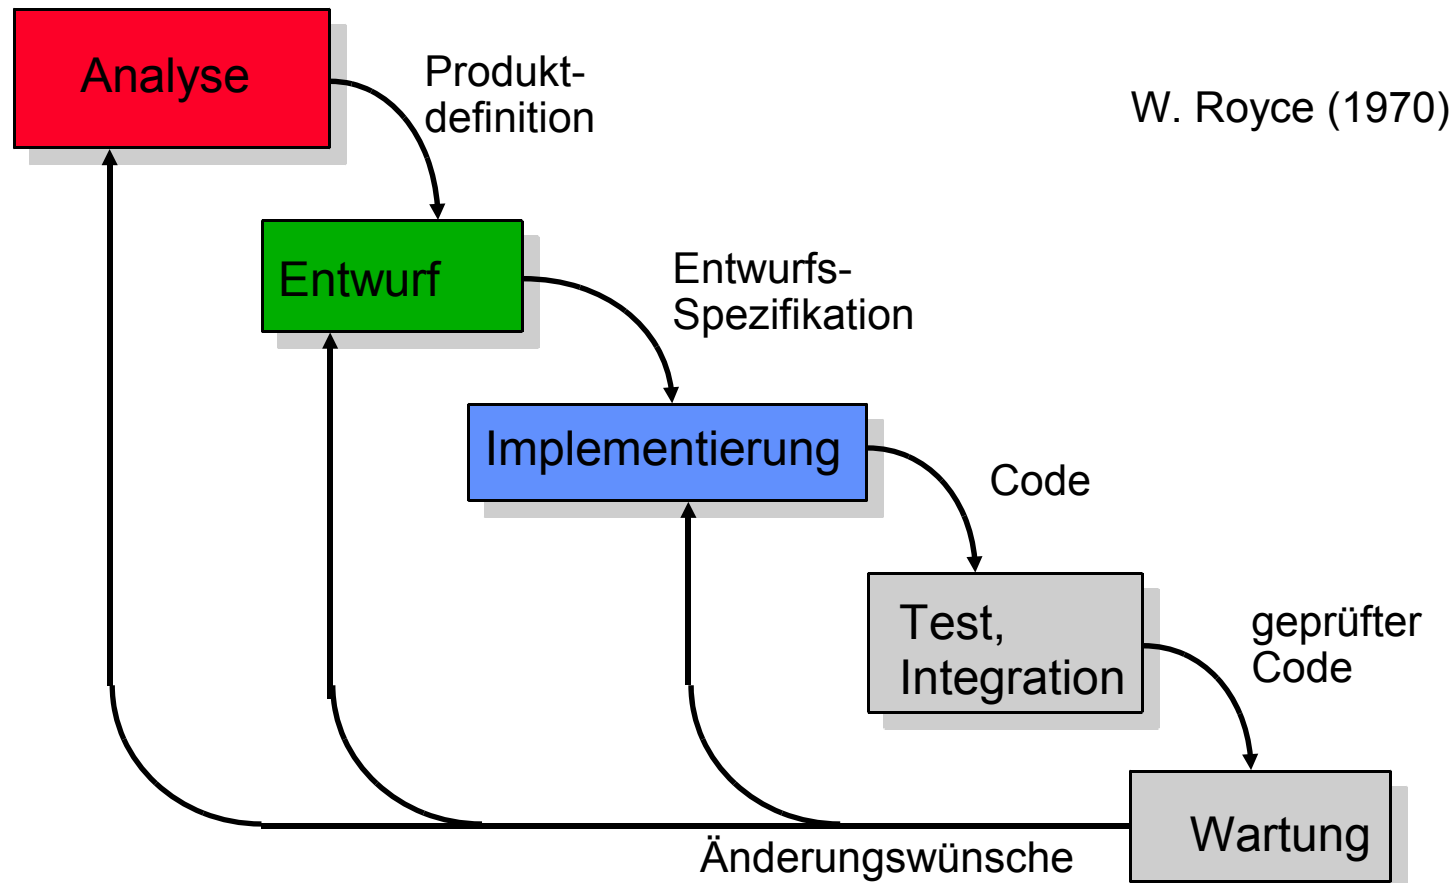 Analyse
Produkt-
definition
W. Royce (1970)
Entwurf
Entwurfs-
Spezifikation
Implementierung
Code
Test,
Integration
geprüfter
Code
Wartung
Änderungswünsche